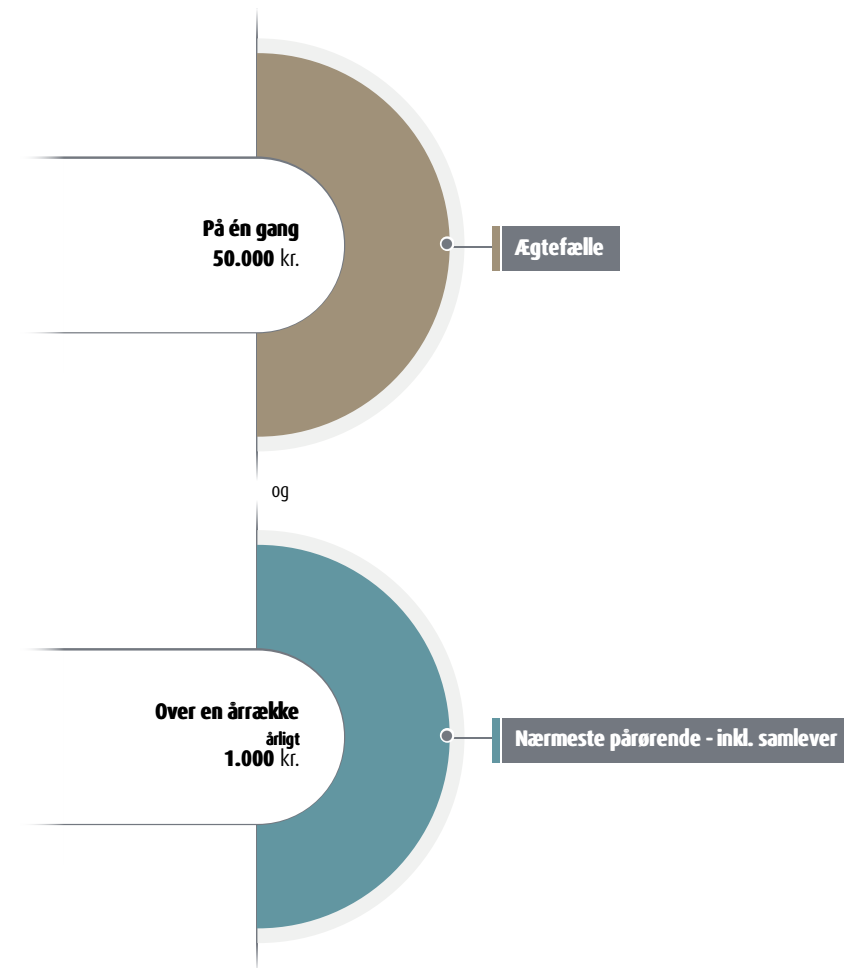 På én gang
50.000 kr.
Ægtefælle
og
Over en årrække
årligt
1.000 kr.
Nærmeste pårørende - inkl. samlever